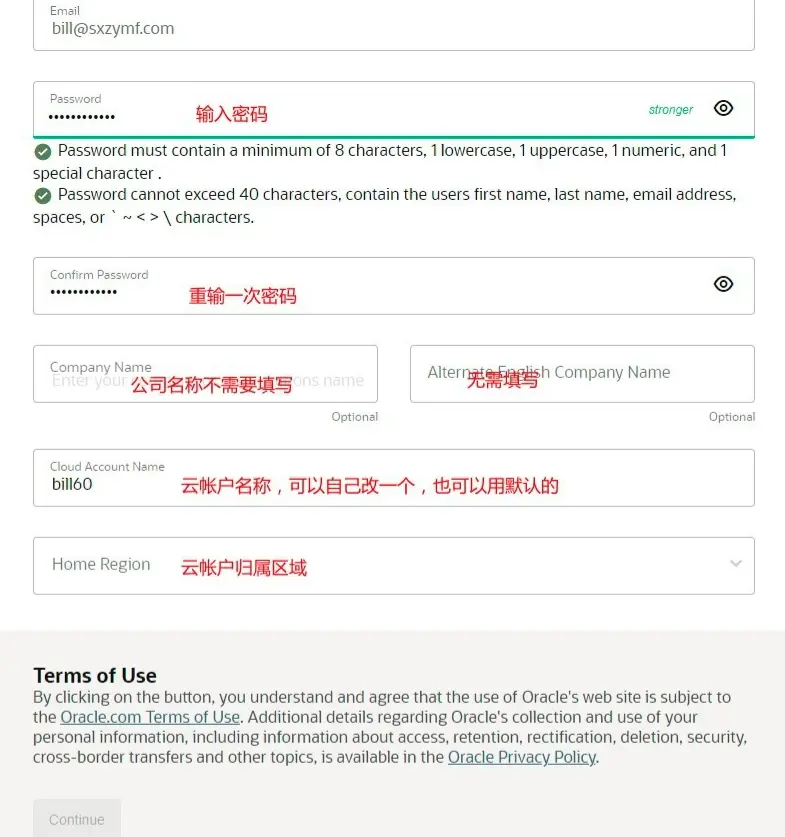 Email
bill@sxzymf.com
Password
•••••••••••• 输入密码 stronger
Password must contain a minimum of 8 characters, 1 lowercase, 1 uppercase, 1 numeric, and 1
special character .
Password cannot exceed 40 characters, contain the users first name, last name, email address,
spaces, or ` ~ < > \ characters.
Confirm Password
•••••••••••• 重输一次密码
Company Name
Enter your ons name
公司名称不需要填写
Alternate English Company Name
无需填写
Optional
Optional
Cloud Account Name
bill60 云帐户名称，可以自己改一个，也可以用默认的
Home Region 云帐户归属区域
Terms of Use
By clicking on the button, you understand and agree that the use of Oracle's web site is subject to
the Oracle.com Terms of Use. Additional details regarding Oracle's collection and use of your
personal information, including information about access, retention, rectification, deletion, security,
cross-border transfers and other topics, is available in the Oracle Privacy Policy.
Continue